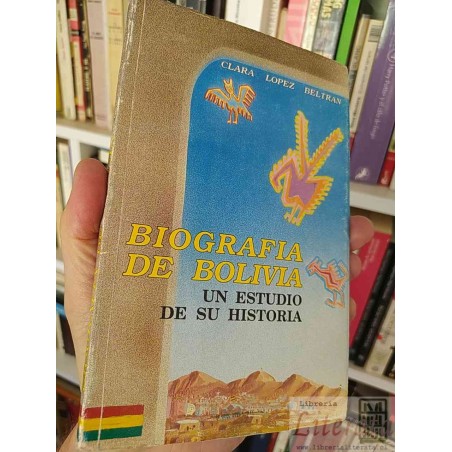 CLARA LOPEZ BELTRAN
BIOGRAFIA
DE BOLIVIA
UN ESTUDIO
DE SU HISTORIA
Libreria